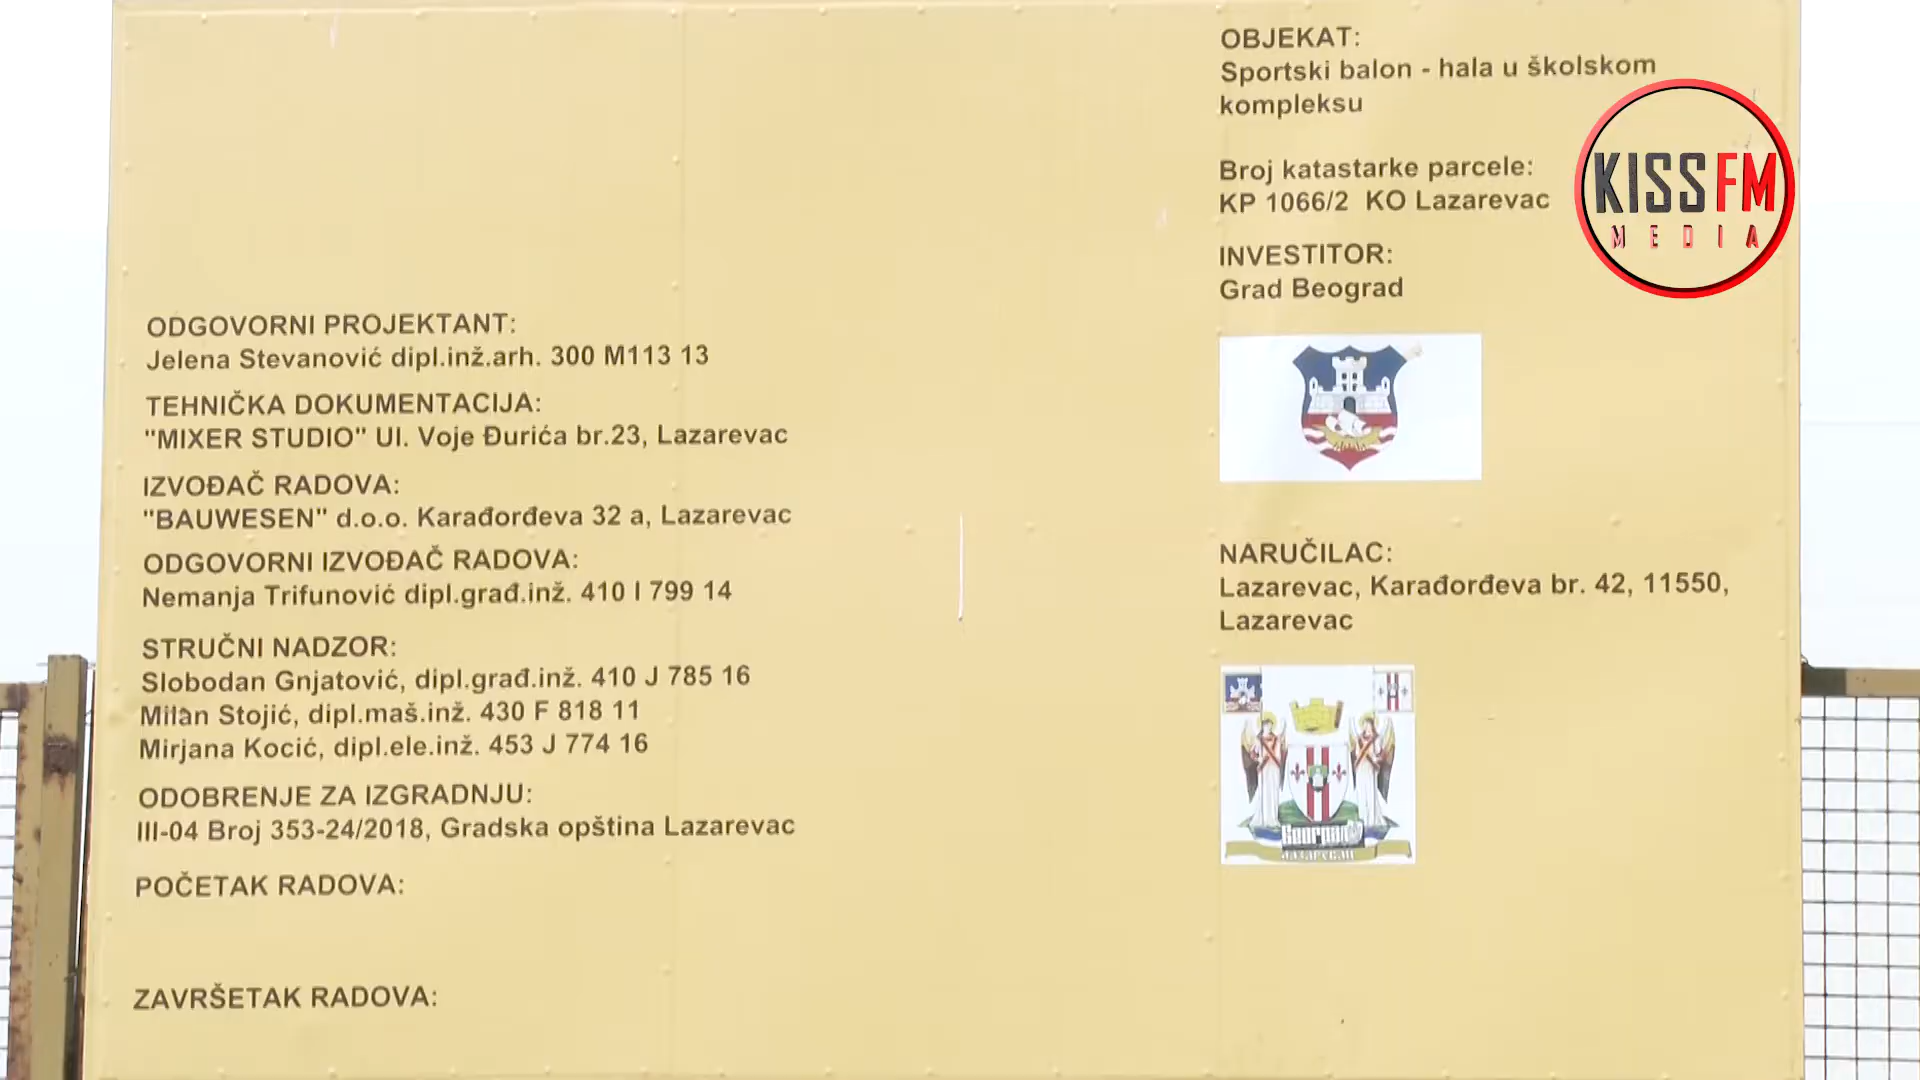 ODGOVORNI PROJEKTANT:
Jelena Stevanović dipl.inž.arh. 300 M113 13
TEHNIČKA DOKUMENTACIJA:
"MIXER STUDIO" Ul. Voje Đurića br.23, Lazarevac
IZVOĐAČ RADOVA:
"BAUWESEN" d.o.o. Karađorđeva 32 a, Lazarevac
ODGOVORNI IZVOĐAČ RADOVA:
Nemanja Trifunović dipl.građ.inž. 410 I 799 14
STRUČNI NADZOR:
Slobodan Gnjatović, dipl.građ.inž. 410 J 785 16
Milan Stojić, dipl.maš.inž. 430 F 818 11
Mirjana Kocić, dipl.ele.inž. 453 J 774 16
ODOBRENJE ZA IZGRADNJU:
III-04 Broj 353-24/2018, Gradska opština Lazarevac
POČETAK RADOVA:
ZAVRŠETAK RADOVA:
OBJEKAT:
Sportski balon - hala u školskom
kompleksu
Broj katastarke parcele:
KP 1066/2 KO Lazarevac
INVESTITOR:
Grad Beograd
NARUČILAC:
Lazarevac, Karađorđeva br. 42, 11550,
Lazarevac
Београд
Лазаревац
KISS FM
MEDIA